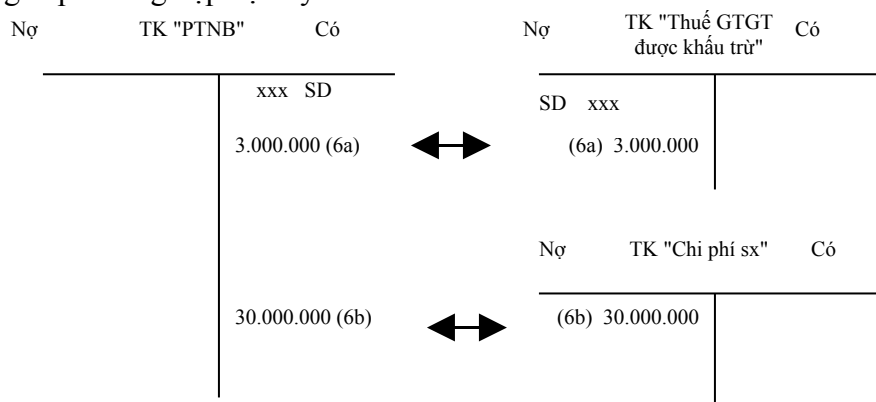 Nợ TK "PTNB" Có
Nợ TK "Thuế GTGT được khấu trừ" Có
xxx SD
SD xxx
3.000.000 (6a)
(6a) 3.000.000
Nợ TK "Chi phí sx" Có
30.000.000 (6b)
(6b) 30.000.000